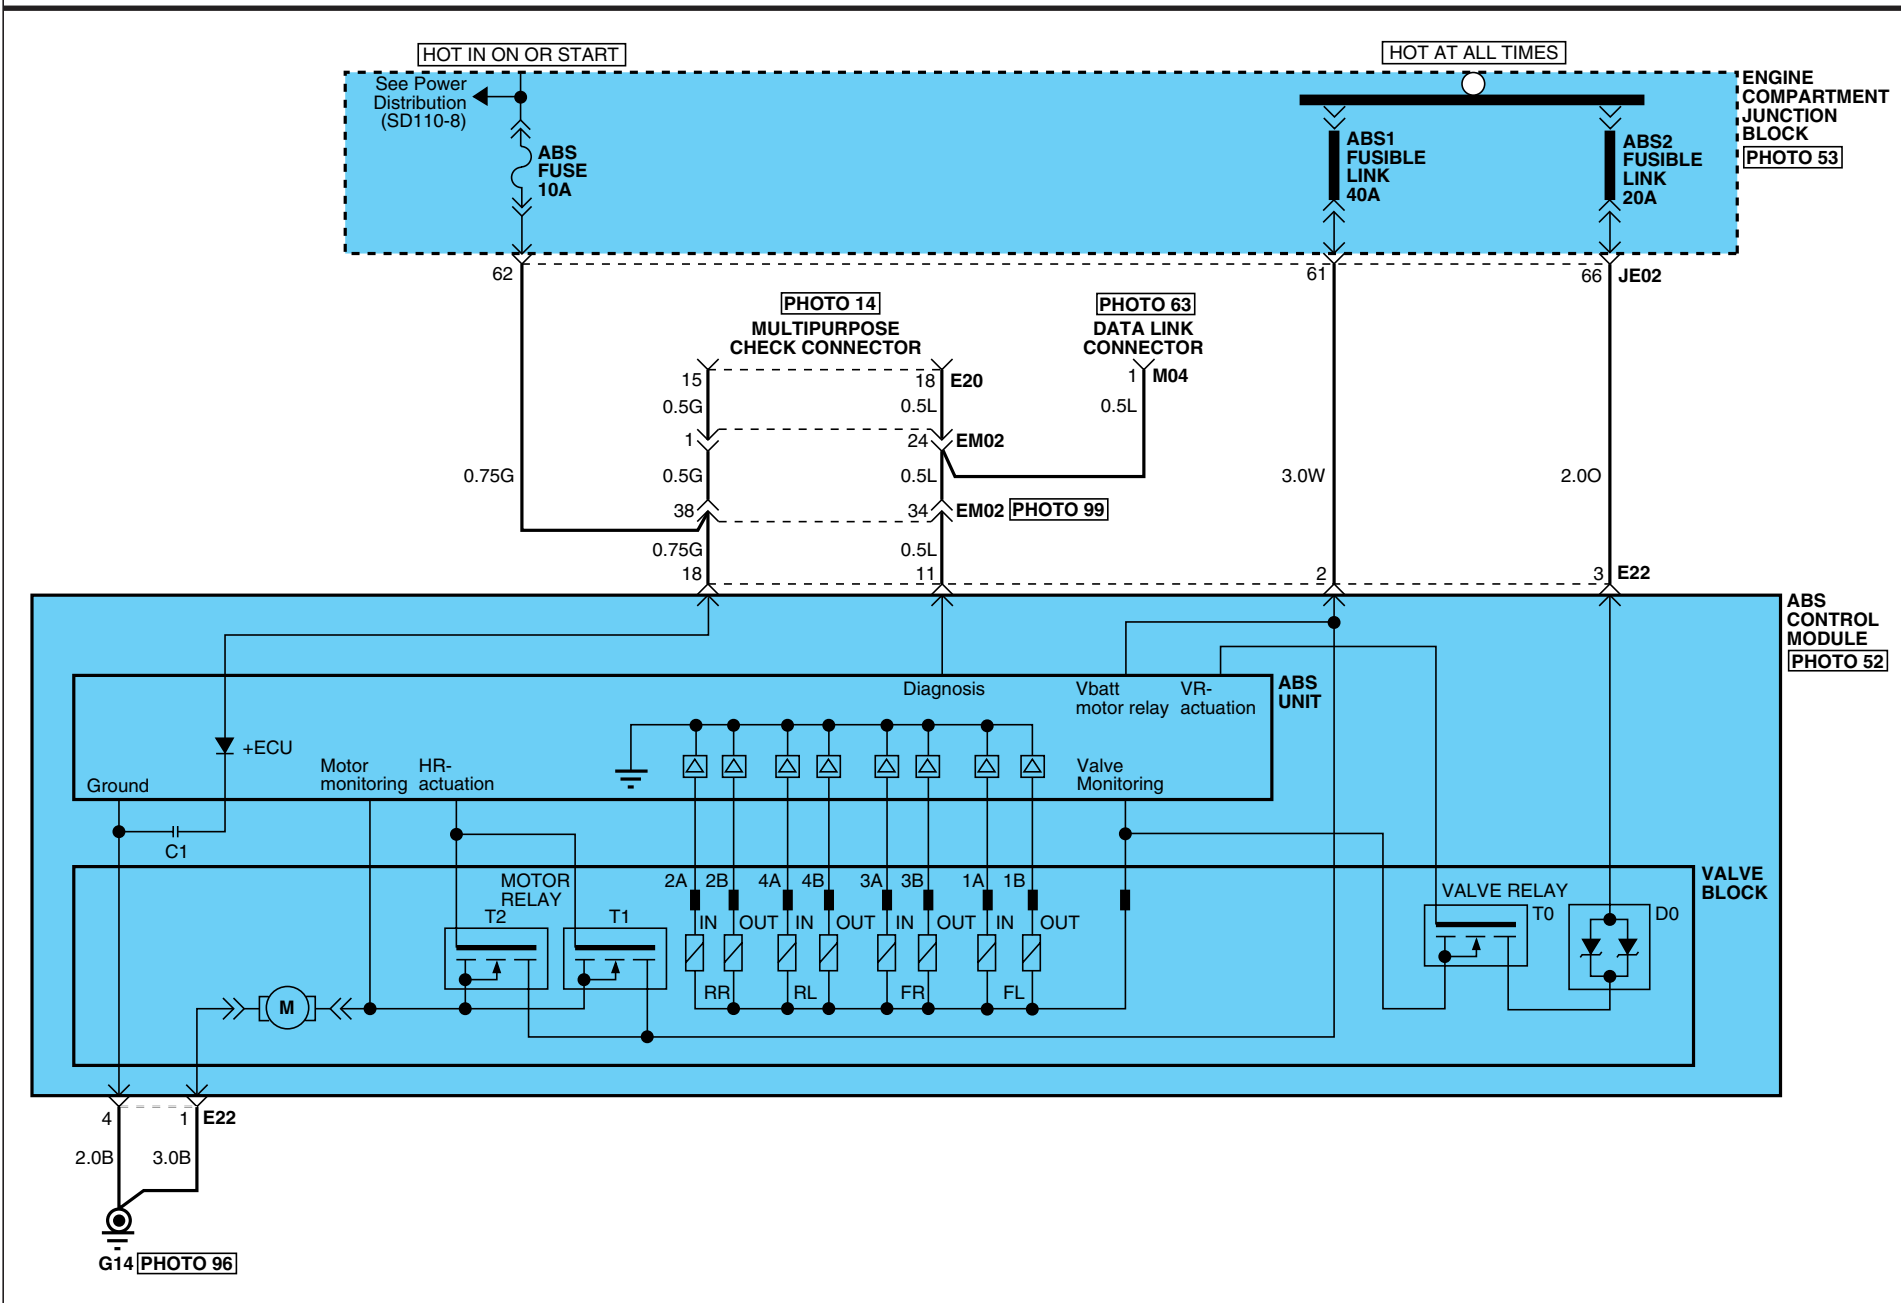 HOT IN ON OR START
HOT AT ALL TIMES
See Power
Distribution
(SD110-8)
ABS
FUSE
10A
ABS1
FUSIBLE
LINK
40A
ABS2
FUSIBLE
LINK
20A
ENGINE
COMPARTMENT
JUNCTION
BLOCK
PHOTO 53
62
61
66 JE02
PHOTO 14
MULTIPURPOSE
CHECK CONNECTOR
PHOTO 63
DATA LINK
CONNECTOR
15
18 E20
1 M04
0.5G
0.5L
0.5L
1
24 EM02
0.75G
0.5G
0.5L
3.0W
2.0O
38
34 EM02 PHOTO 99
0.75G
0.5L
18
11
2
3 E22
ABS
CONTROL
MODULE
PHOTO 52
Diagnosis
Vbatt
motor relay
VR-
actuation
ABS
UNIT
+ECU
Ground
Motor
monitoring
HR-
actuation
Valve
Monitoring
C1
MOTOR
RELAY
T2
T1
2A 2B 4A 4B 3A 3B 1A 1B
IN OUT IN OUT IN OUT IN OUT
RR RL FR FL
VALVE RELAY
T0
D0
VALVE
BLOCK
M
4
1 E22
2.0B
3.0B
G14 PHOTO 96